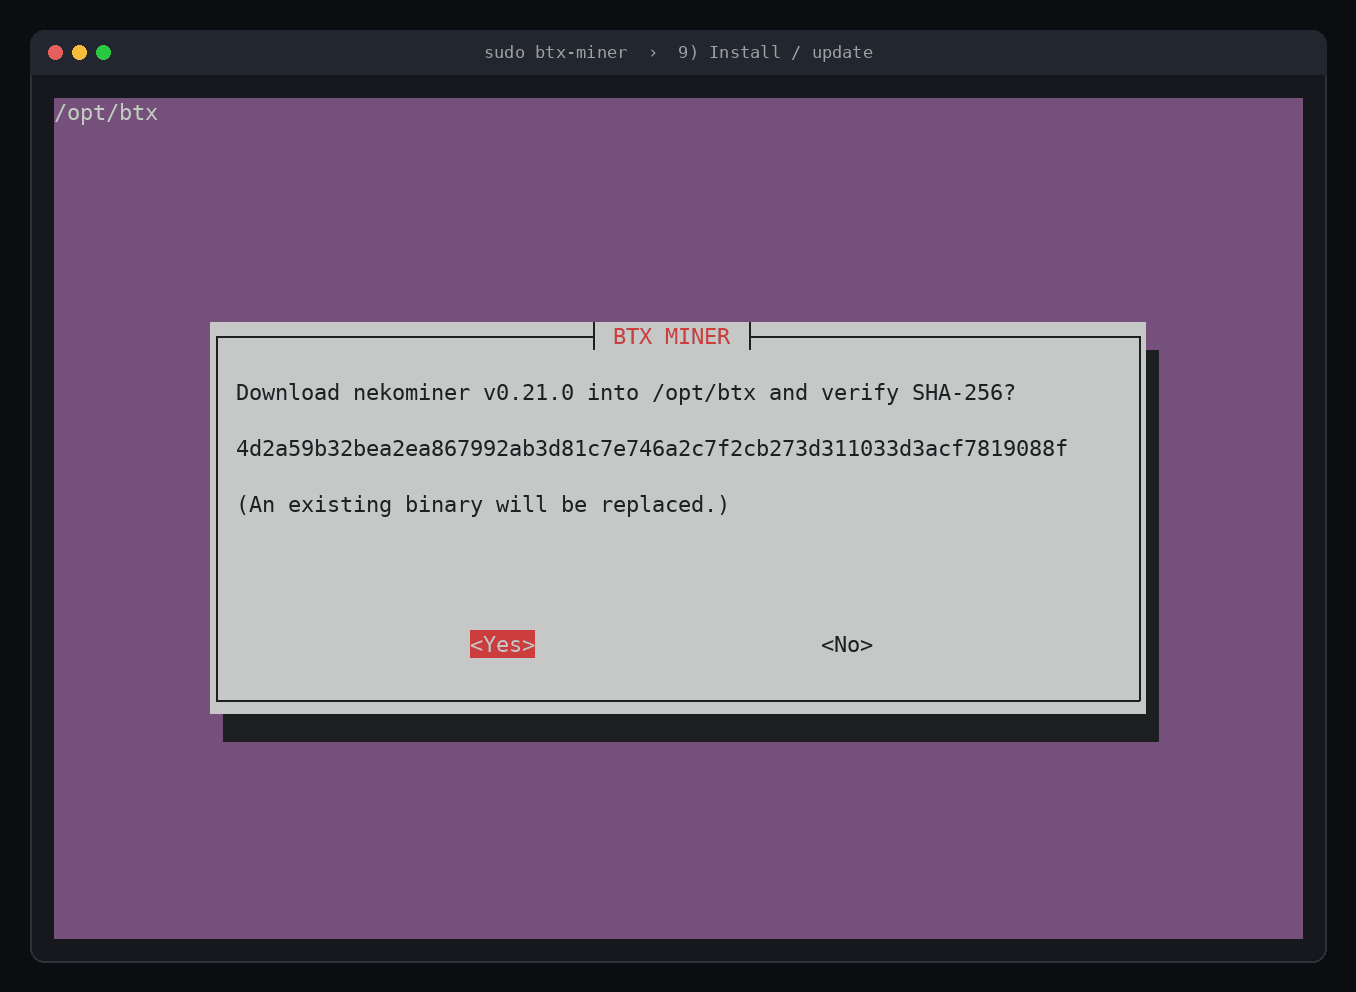 sudo btx-miner › 9) Install / update
/opt/btx
BTX MINER
Download nekominer v0.21.0 into /opt/btx and verify SHA-256?
4d2a59b32bea2ea867992ab3d81c7e746a2c7f2cb273d311033d3acf7819088f
(An existing binary will be replaced.)
<Yes> <No>